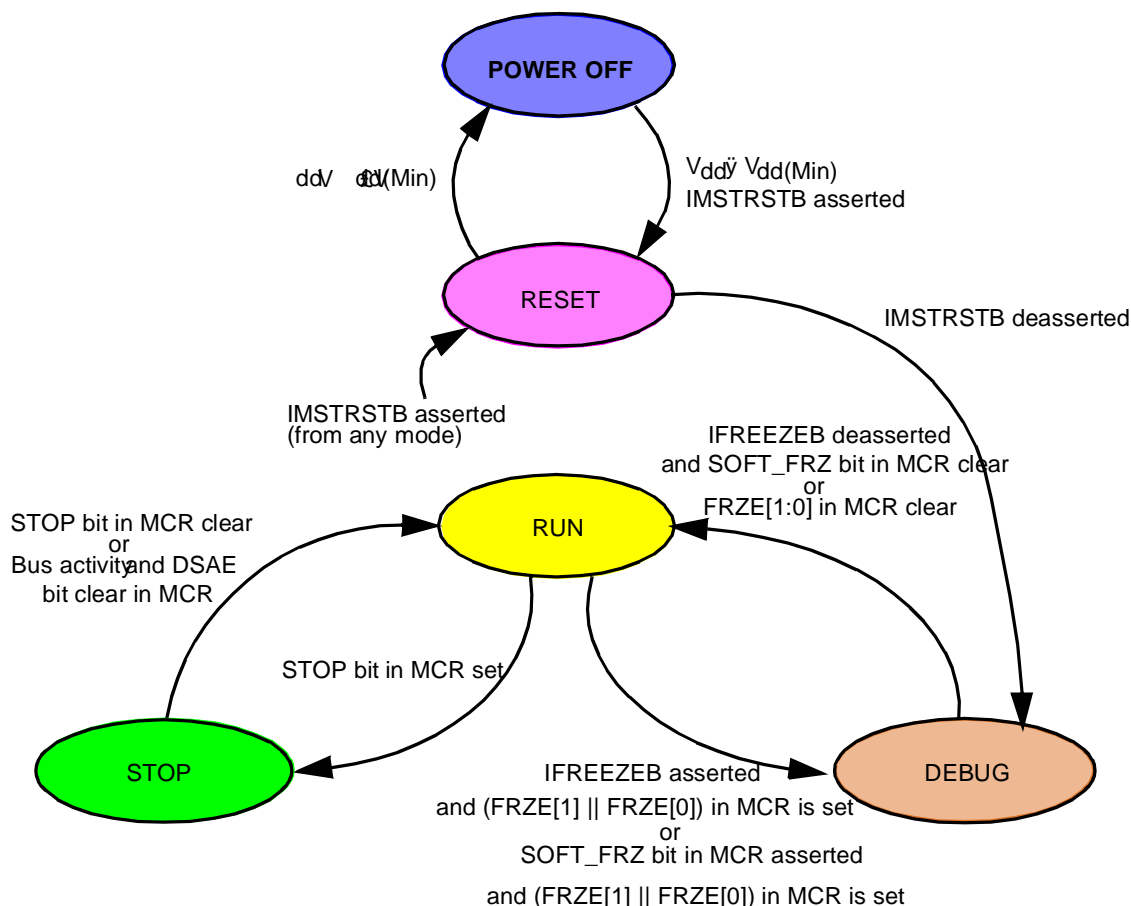 POWER OFF
Vddÿ Vdd(Min)
IMSTRSTB asserted
(Min)
RESET
IMSTRSTB deasserted
IMSTRSTB asserted
(from any mode)
IFREEZEB deasserted
and SOFT_FRZ bit in MCR clear
or
FRZE[1:0] in MCR clear
RUN
STOP bit in MCR clear
or
Bus activity and DSAE
bit clear in MCR
STOP bit in MCR set
STOP
DEBUG
IFREEZEB asserted
and (FRZE[1] || FRZE[0]) in MCR is set
or
SOFT_FRZ bit in MCR asserted
and (FRZE[1] || FRZE[0]) in MCR is set